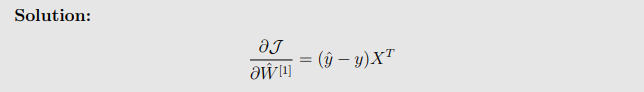 Solution:
∂𝒥/∂Ŵ^[1] = (ŷ − y)X^T